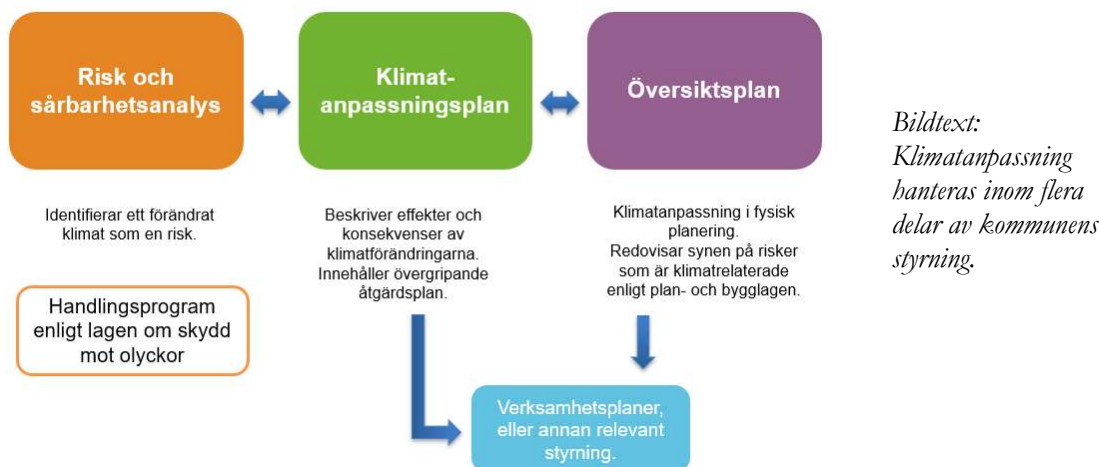 Risk och
sårbarhetsanalys
Klimat-
anpassningsplan
Översiktsplan
Identifierar ett förändrat
klimat som en risk.
Handlingsprogram
enligt lagen om skydd
mot olyckor
Beskriver effekter och
konsekvenser av
klimatförändringarna.
Innehåller övergripande
åtgärdsplan.
Klimatanpassning i fysisk
planering.
Redovisar synen på risker
som är klimatrelaterade
enligt plan- och bygglagen.
Verksamhetsplaner,
eller annan relevant
styrning.
Bildtext:
Klimatanpassning
hanteras inom flera
delar av kommunens
styrning.